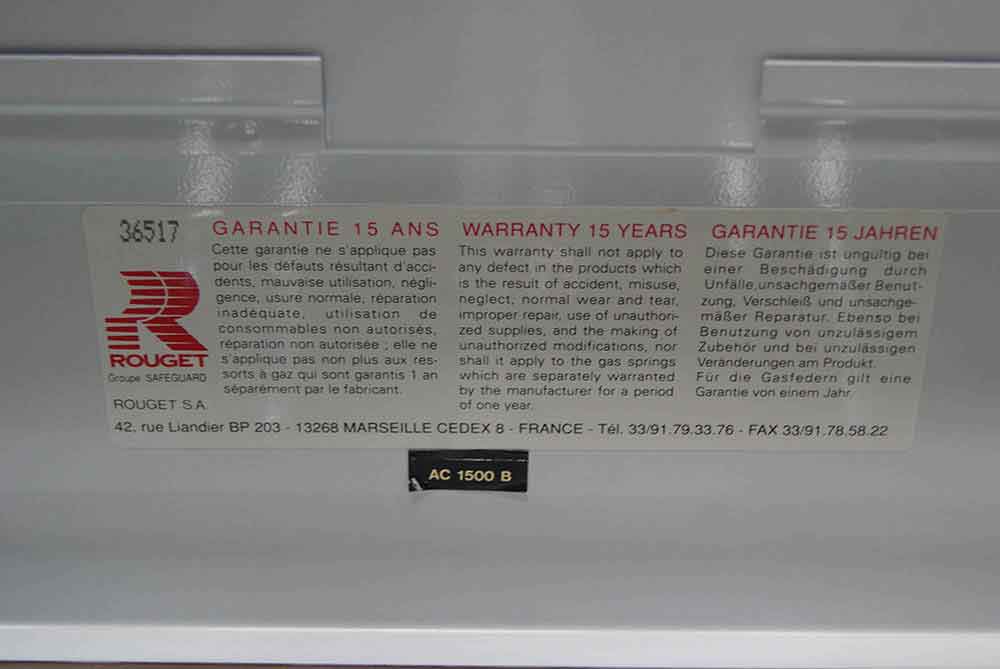 36517
ROUGET
Groupe SAFEGUARD
ROUGET S.A.
GARANTIE 15 ANS
Cette garantie ne s'applique pas
pour les défauts résultant d'acci-
dents, mauvaise utilisation, négli-
gence, usure normale, réparation
inadéquate, utilisation de
consommables non autorisés,
réparation non autorisée ; elle ne
s'applique pas non plus aux res-
sorts à gaz qui sont garantis 1 an
séparément par le fabricant.
WARRANTY 15 YEARS
This warranty shall not apply to
any defect in the products which
is the result of accident, misuse,
neglect, normal wear and tear,
improper repair, use of unauthori-
zed supplies, and the making of
unauthorized modifications, nor
shall it apply to the gas springs
which are separately warranted
by the manufacturer for a period
of one year.
GARANTIE 15 JAHREN
Diese Garantie ist ungültig bei
einer Beschädigung durch
Unfälle,unsachgemäßer Benut-
zung, Verschleiß und unsachge-
mäßer Reparatur. Ebenso bei
Benutzung von unzulässigem
Zubehör und bei unzulässigen
Veränderungen am Produkt.
Für die Gasfedern gilt eine
Garantie von einem Jahr.
42, rue Liandier BP 203 - 13268 MARSEILLE CEDEX 8 - FRANCE - Tél. 33/91.79.33.76 - FAX 33/91.78.58.22
AC 1500 B